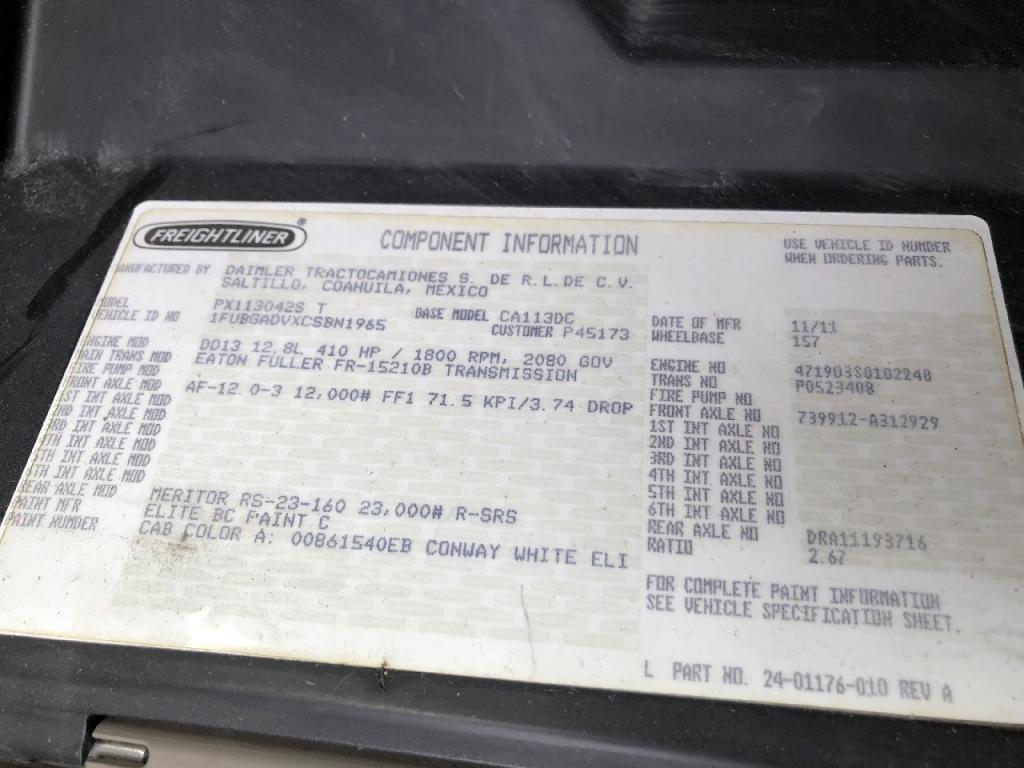 FREIGHTLINER®
COMPONENT INFORMATION
USE VEHICLE ID NUMBER
WHEN ORDERING PARTS.
MANUFACTURED BY DAIMLER TRACTOCAMIONES S. DE R.L.DE C.V.
SALTILLO, COAHUILA, MEXICO
MODEL PX113042S T BASE MODEL CA113DC
VEHICLE ID NO 1FUBGADVXCSBN1965 CUSTOMER P45173
DATE OF MFR 11/11
WHEELBASE 157
ENGINE MOD DD13 12.8L 410 HP / 1800 RPM, 2080 GOV
MAIN TRANS MOD EATON FULLER FR-15210B TRANSMISSION
FIRE PUMP MOD
FRONT AXLE MOD AF-12.0-3 12,000# FF1 71.5 KPI/3.74 DROP
1ST INT AXLE MOD
2ND INT AXLE MOD
3RD INT AXLE MOD
4TH INT AXLE MOD
5TH INT AXLE MOD
6TH INT AXLE MOD
REAR AXLE MOD MERITOR RS-23-160 23,000# R-SRS
PAINT MFR ELITE BC PAINT C
PAINT NUMBER CAB COLOR A: 00861540EB CONWAY WHITE ELI
ENGINE NO 471903S0102248
TRANS NO P0523408
FIRE PUMP NO
FRONT AXLE NO 739912-A312929
1ST INT AXLE NO
2ND INT AXLE NO
3RD INT AXLE NO
4TH INT AXLE NO
5TH INT AXLE NO
6TH INT AXLE NO
REAR AXLE NO DRA11193716
RATIO 2.67
FOR COMPLETE PAINT INFORMATION
SEE VEHICLE SPECIFICATION SHEET.
L PART NO. 24-01176-010 REV A